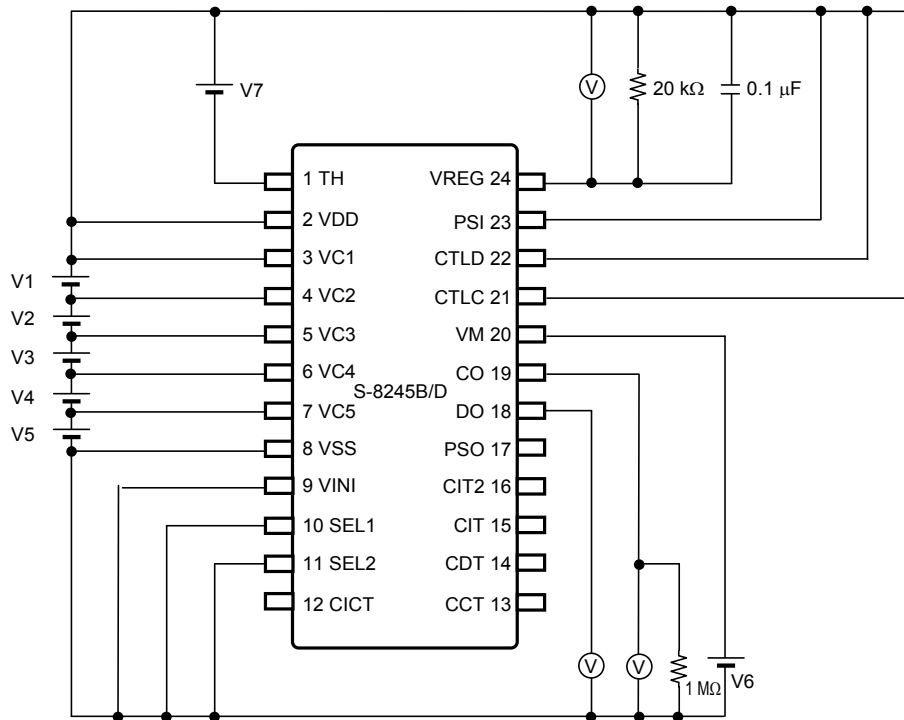 V7
V
20 kΩ
0.1 μF
1 TH
VREG 24
2 VDD
PSI 23
3 VC1
CTLD 22
V1
4 VC2
CTLC 21
V2
5 VC3
VM 20
V3
6 VC4
CO 19
S-8245B/D
V4
7 VC5
DO 18
V5
8 VSS
PSO 17
9 VINI
CIT2 16
10 SEL1
CIT 15
11 SEL2
CDT 14
12 CICT
CCT 13
V
V
1 MΩ
V6